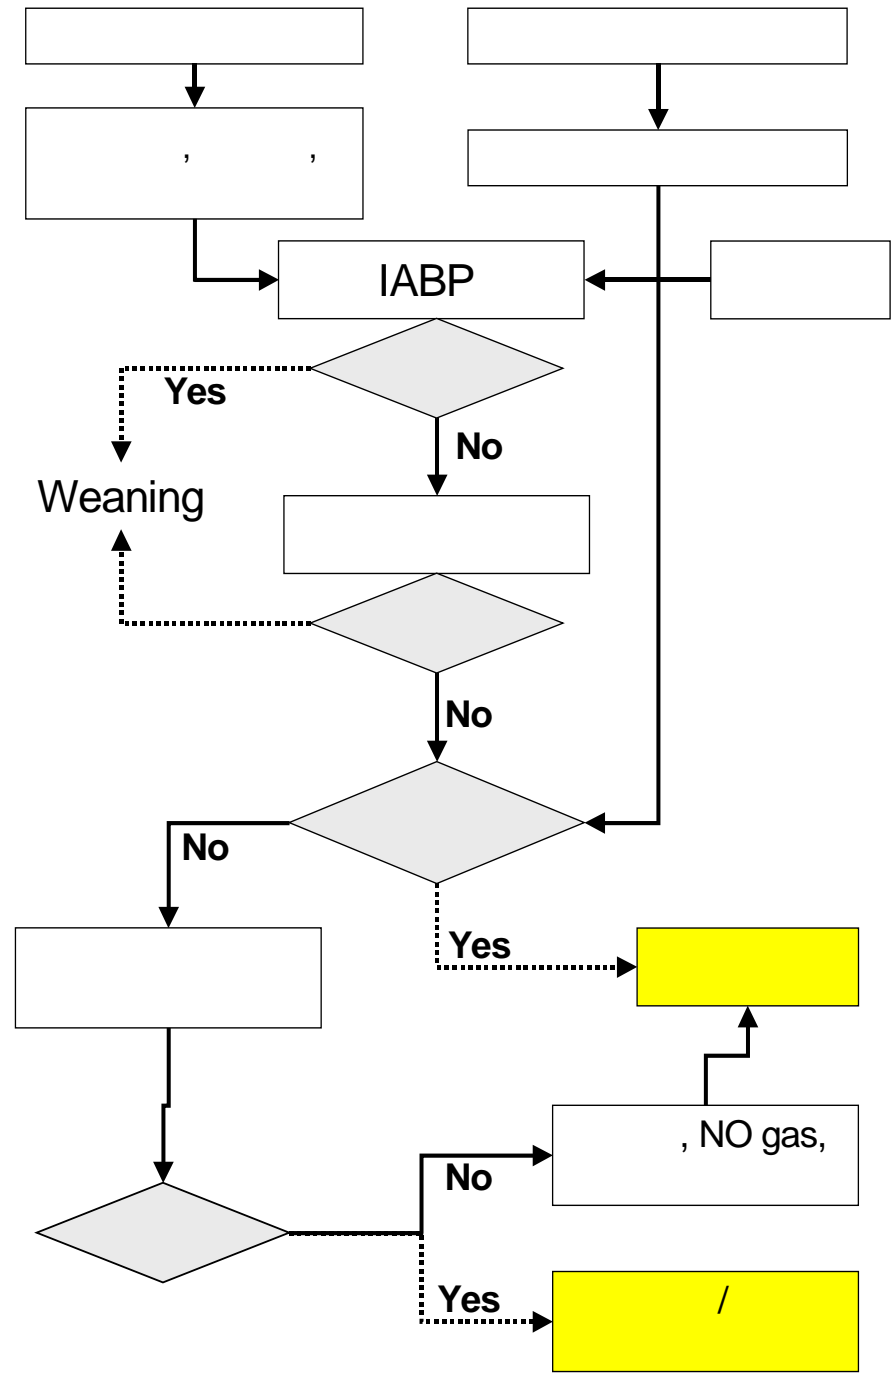 , ,
IABP
Yes
No
Weaning
No
No
Yes
, NO gas,
No
Yes
/